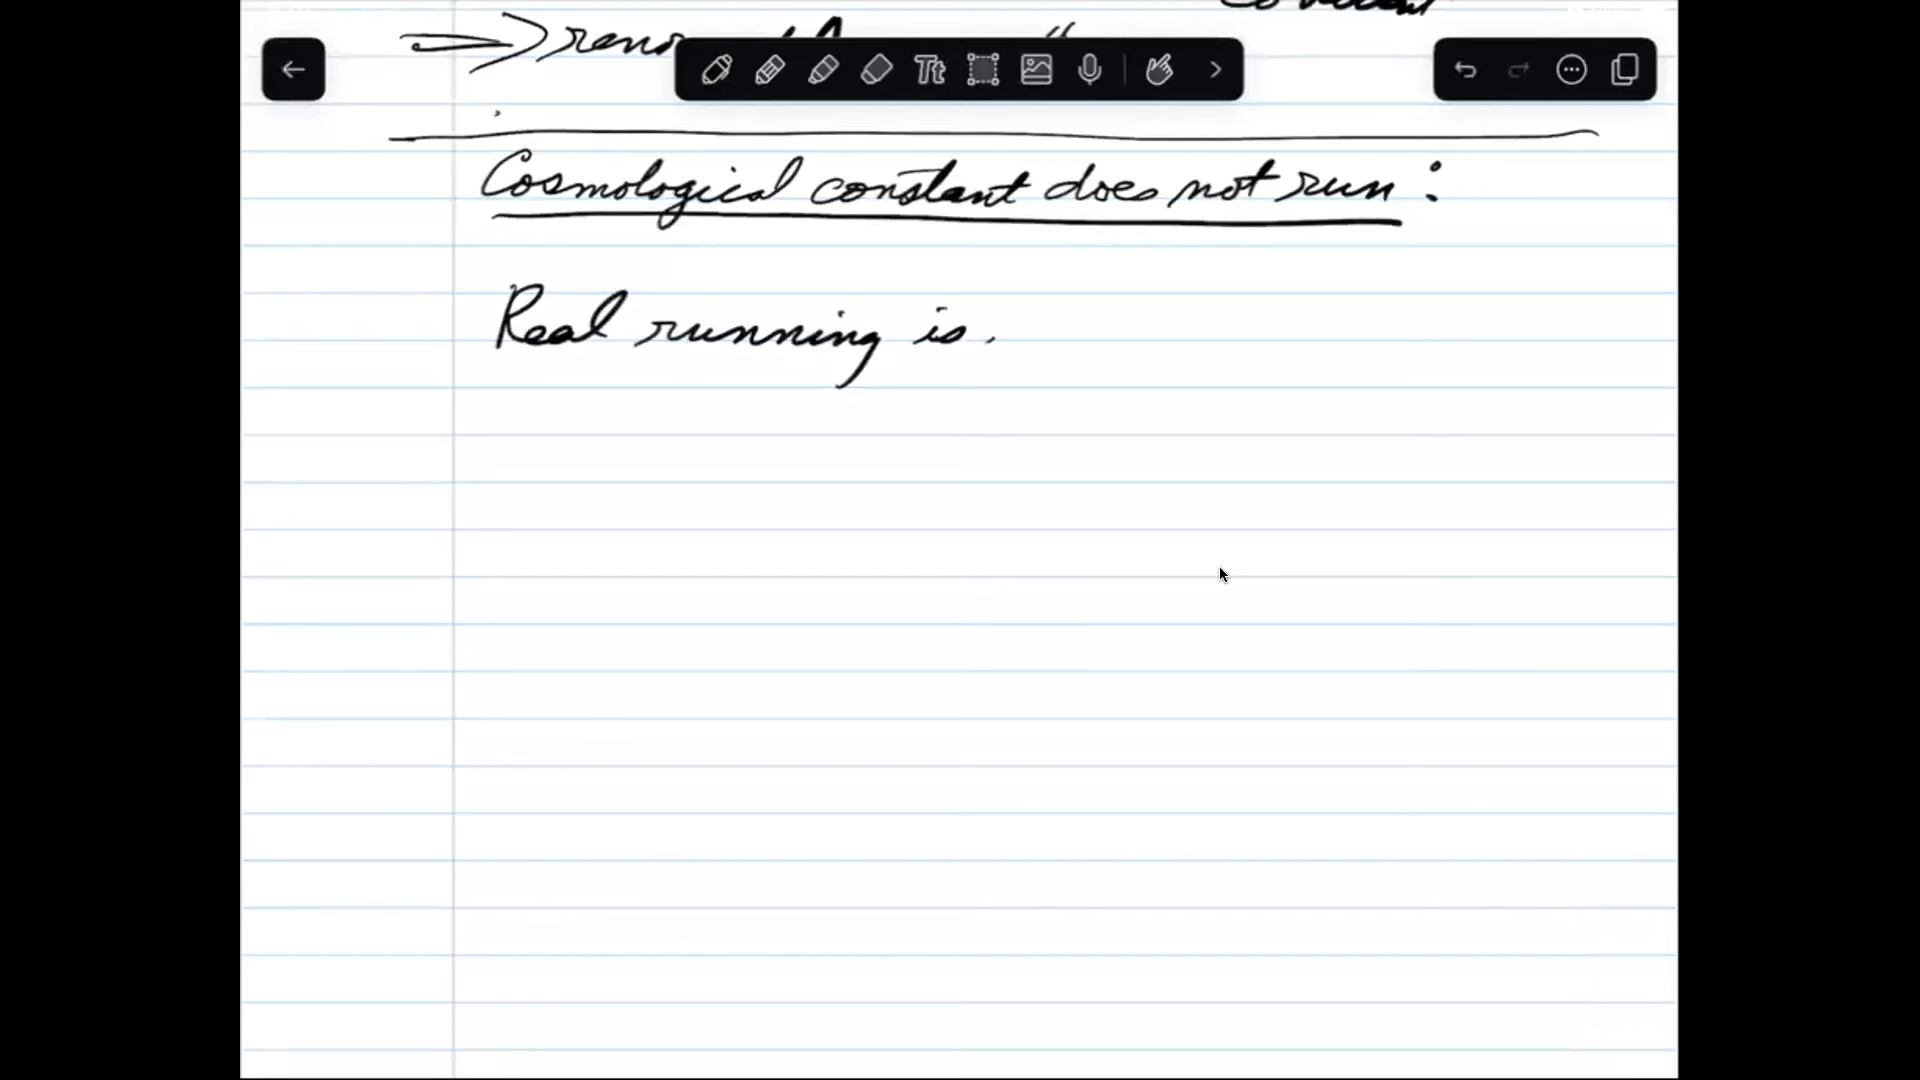 Cosmological constant does not run :
Real running is.